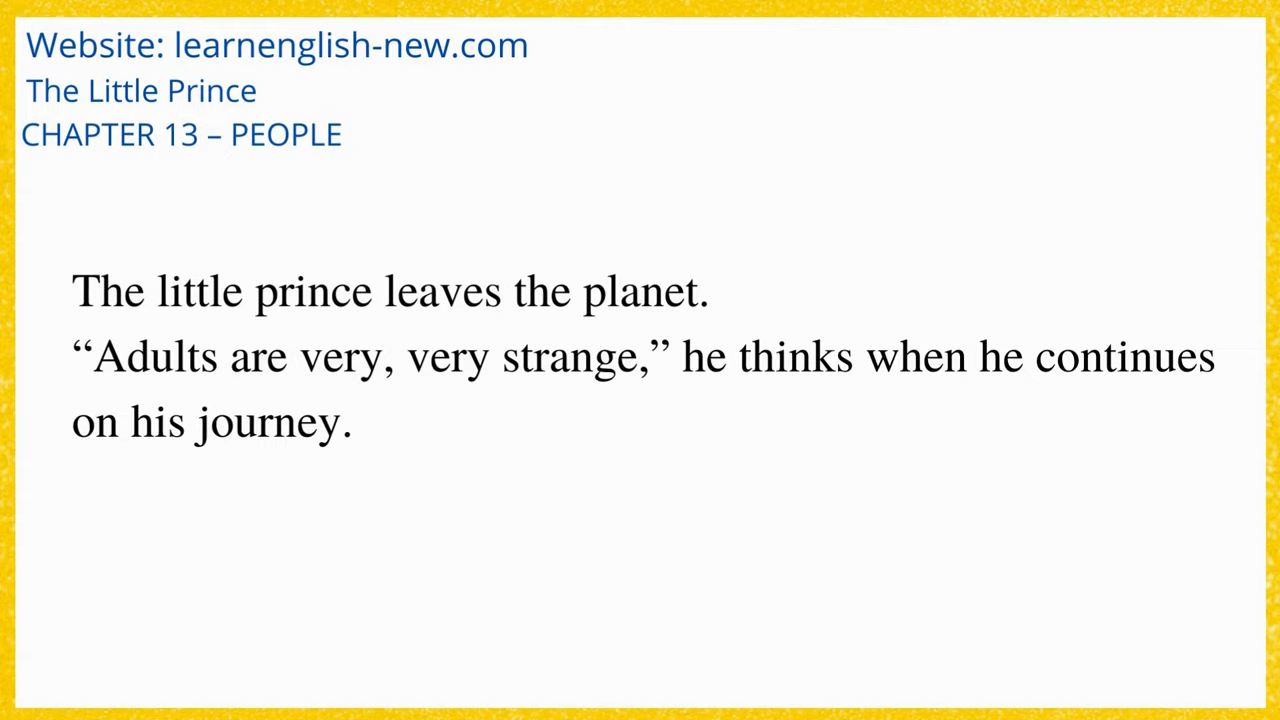 Website: learnenglish-new.com
The Little Prince
CHAPTER 13 – PEOPLE
The little prince leaves the planet.
“Adults are very, very strange,” he thinks when he continues
on his journey.